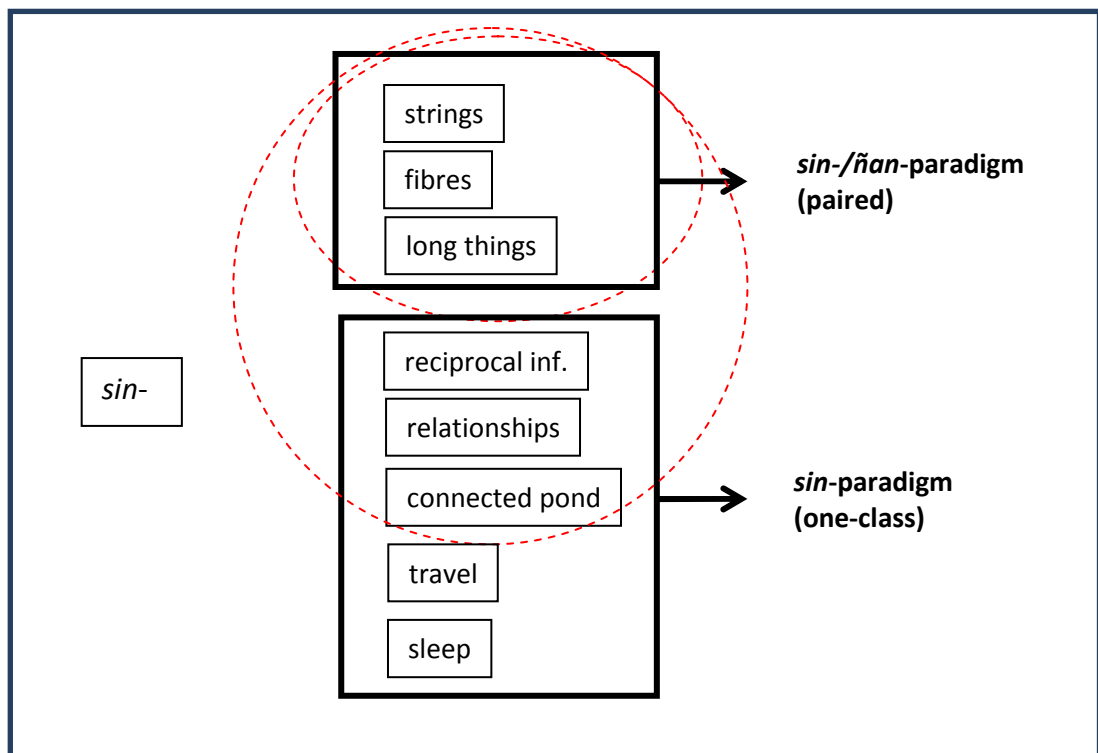 strings
fibres
long things
sin-/ñan-paradigm
(paired)
sin-
reciprocal inf.
relationships
connected pond
travel
sleep
sin-paradigm
(one-class)